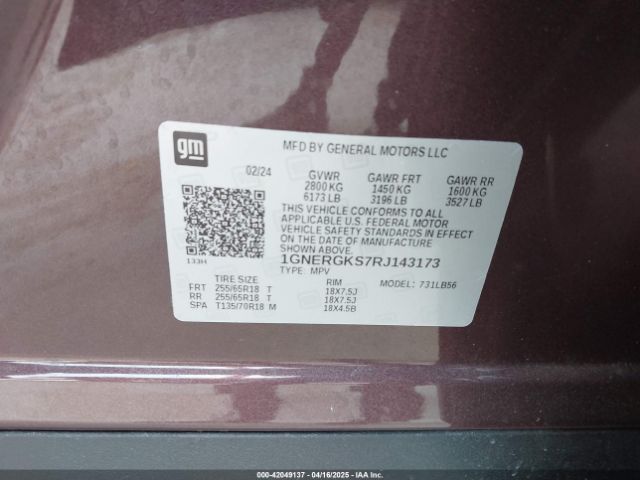 gm
MFD BY GENERAL MOTORS LLC
02/24
GVWR GAWR FRT GAWR RR
2800 KG 1450 KG 1600 KG
6173 LB 3196 LB 3527 LB
THIS VEHICLE CONFORMS TO ALL
APPLICABLE U.S. FEDERAL MOTOR
VEHICLE SAFETY STANDARDS IN EFFECT
ON THE DATE OF MANUFACTURE
SHOWN ABOVE.
133H
1GNERGKS7RJ143173
TYPE: MPV MODEL: 731LB56
TIRE SIZE RIM
FRT 255/65R18 T 18X7.5J
RR 255/65R18 T 18X7.5J
SPA T135/70R18 M 18X4.5B
000-42049137 - 04/16/2025 - IAA Inc.